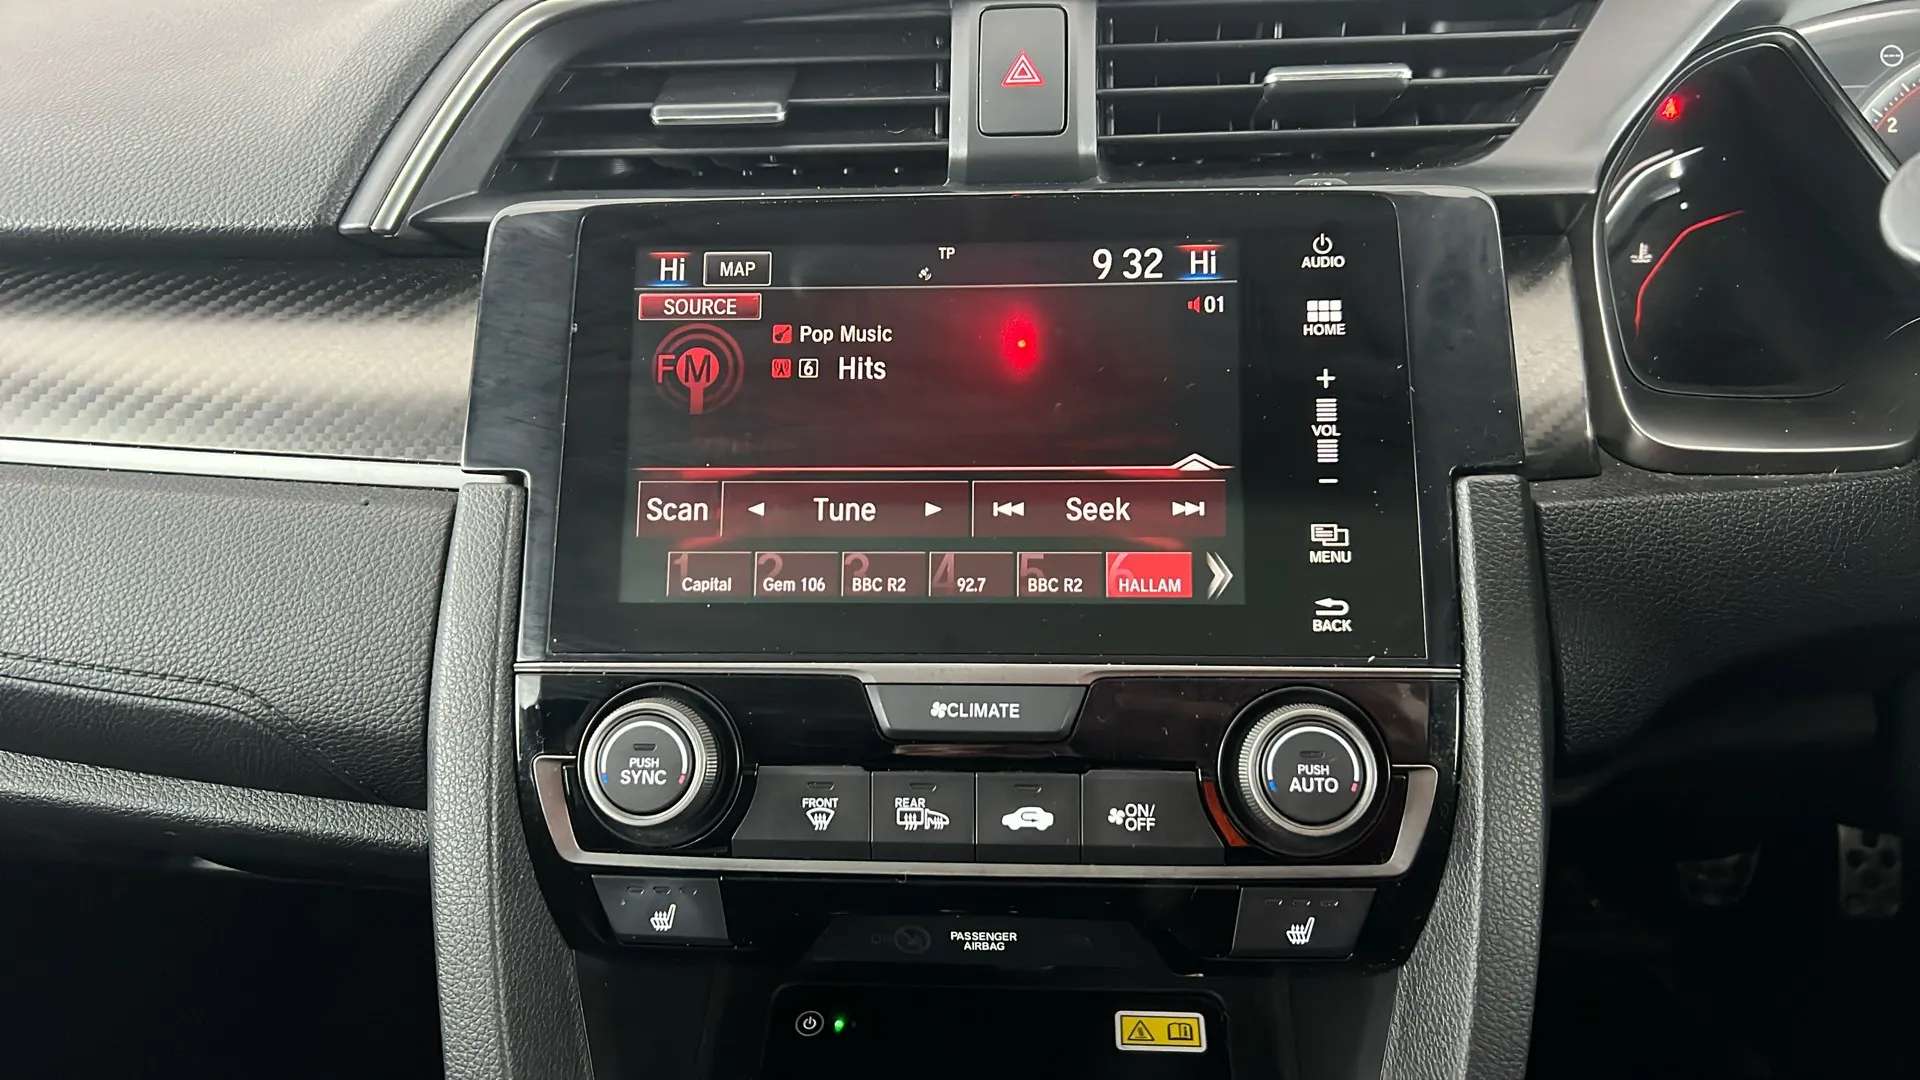 2
Hi MAP TP 9 32 Hi
SOURCE 01
FM
Pop Music
6 Hits
Scan Tune Seek
1 Capital
2 Gem 106
3 BBC R2
4 92.7
5 BBC R2
6 HALLAM
AUDIO
HOME
VOL
MENU
BACK
CLIMATE
PUSH
SYNC
FRONT
REAR
ON/
OFF
PUSH
AUTO
PASSENGER
AIRBAG